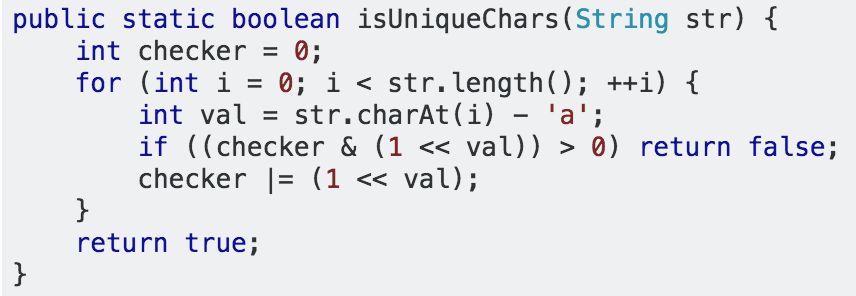 public static boolean isUniqueChars(String str) {
    int checker = 0;
    for (int i = 0; i < str.length(); ++i) {
        int val = str.charAt(i) - 'a';
        if ((checker & (1 << val)) > 0) return false;
        checker |= (1 << val);
    }
    return true;
}